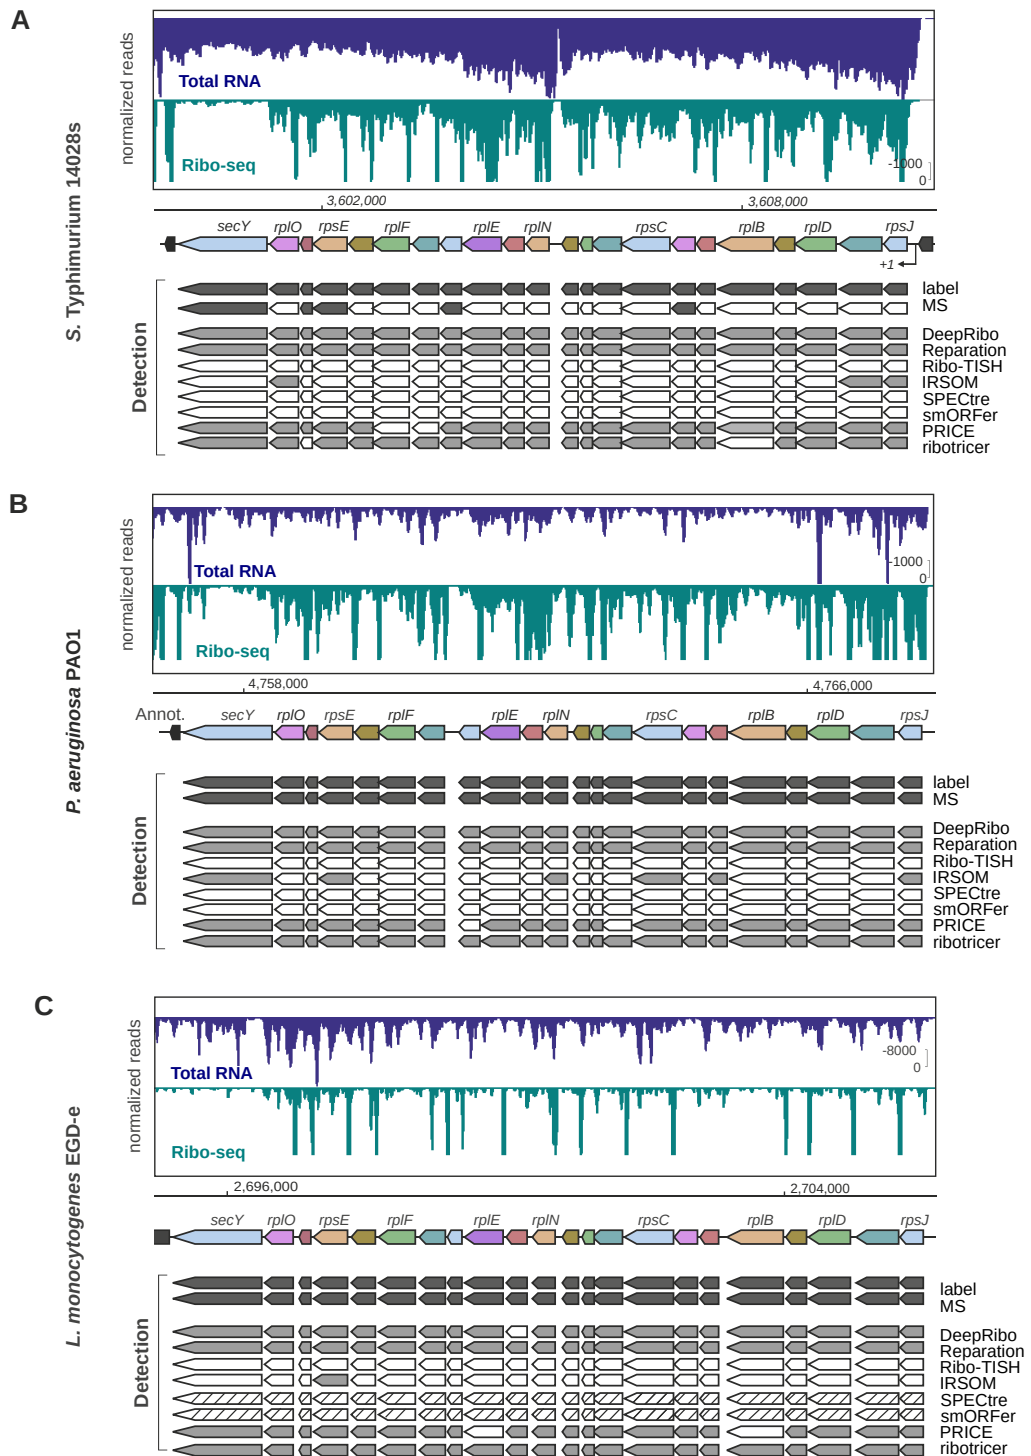 A
S. Typhimurium 14028s
normalized reads
Total RNA
Ribo-seq
-1000
0
3,602,000
3,608,000
secY rplO rpsE rplF rplE rplN rpsC rplB rplD rpsJ
+1
Detection
label
MS
DeepRibo
Reparation
Ribo-TISH
IRSOM
SPECtre
smORFer
PRICE
ribotricer
B
P. aeruginosa PAO1
normalized reads
Total RNA
Ribo-seq
-1000
0
4,758,000
4,766,000
Annot.
secY rplO rpsE rplF rplE rplN rpsC rplB rplD rpsJ
Detection
label
MS
DeepRibo
Reparation
Ribo-TISH
IRSOM
SPECtre
smORFer
PRICE
ribotricer
C
L. monocytogenes EGD-e
normalized reads
Total RNA
Ribo-seq
-8000
0
2,696,000
2,704,000
secY rplO rpsE rplF rplE rplN rpsC rplB rplD rpsJ
Detection
label
MS
DeepRibo
Reparation
Ribo-TISH
IRSOM
SPECtre
smORFer
PRICE
ribotricer